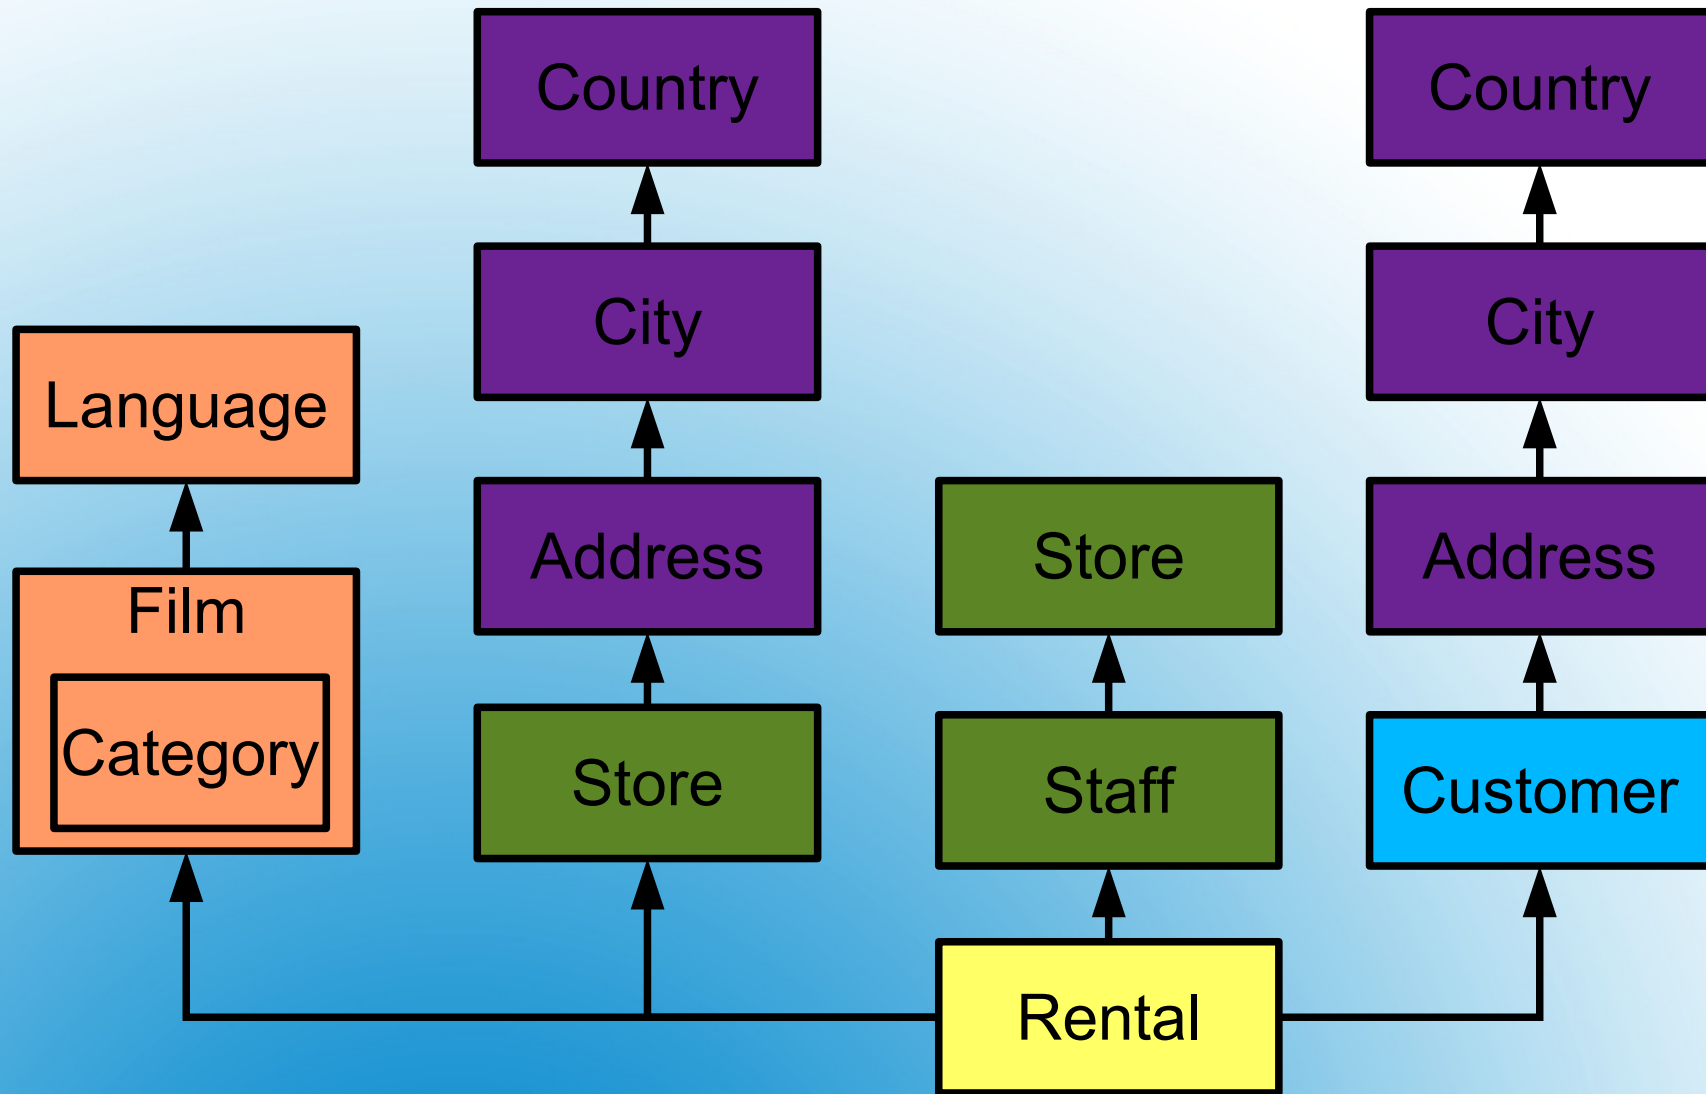 Country
Country
City
City
Language
Address
Store
Address
Film
Category
Store
Staff
Customer
Rental